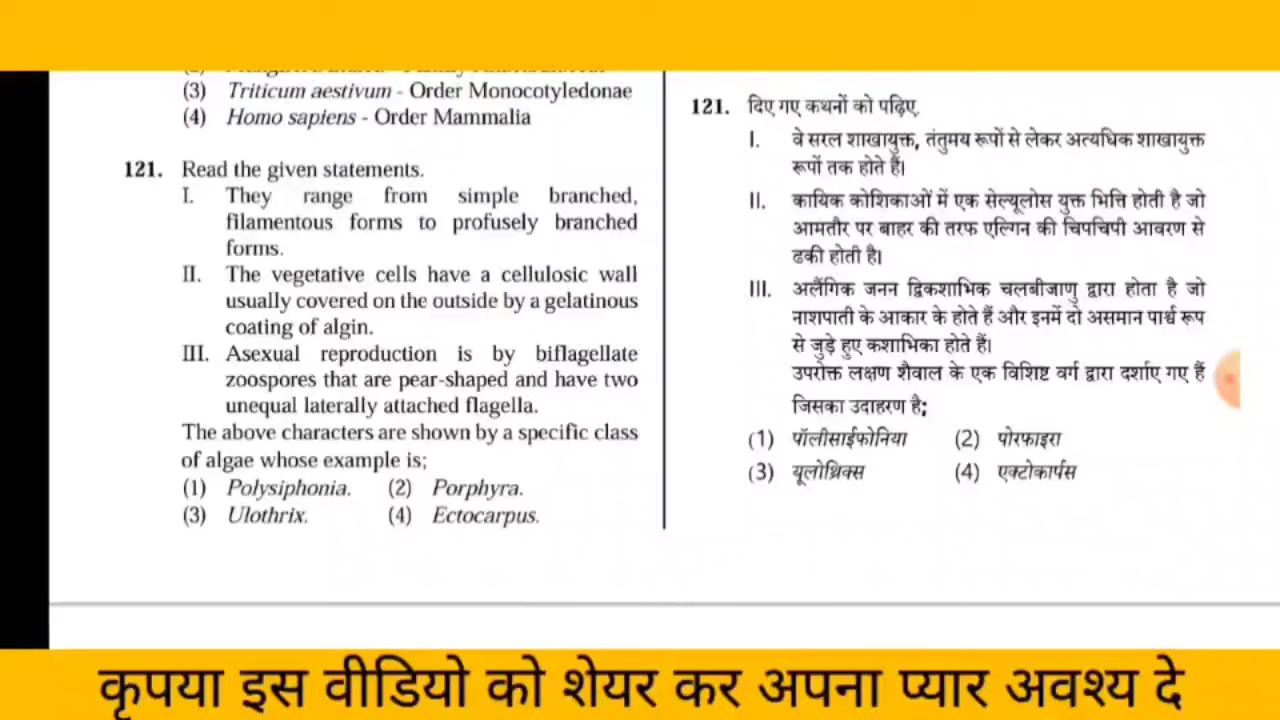 (3) Triticum aestivum - Order Monocotyledonae
(4) Homo sapiens - Order Mammalia
121. Read the given statements.
I. They range from simple branched,
filamentous forms to profusely branched
forms.
II. The vegetative cells have a cellulosic wall
usually covered on the outside by a gelatinous
coating of algin.
III. Asexual reproduction is by biflagellate
zoospores that are pear-shaped and have two
unequal laterally attached flagella.
The above characters are shown by a specific class
of algae whose example is;
(1) Polysiphonia. (2) Porphyra.
(3) Ulothrix. (4) Ectocarpus.
121. दिए गए कथनों को पढ़िए.
I. वे सरल शाखायुक्त, तंतुमय रूपों से लेकर अत्यधिक शाखायुक्त
रूपों तक होते हैं।
II. कायिक कोशिकाओं में एक सेल्यूलोस युक्त भित्ति होती है जो
आमतौर पर बाहर की तरफ एल्गिन की चिपचिपी आवरण से
ढकी होती है।
III. अलैंगिक जनन द्विकशाभिक चलबीजाणु द्वारा होता है जो
नाशपाती के आकार के होते हैं और इनमें दो असमान पार्श्व रूप
से जुड़े हुए कशाभिका होते हैं।
उपरोक्त लक्षण शैवाल के एक विशिष्ट वर्ग द्वारा दर्शाए गए हैं
जिसका उदाहरण है;
(1) पॉलीसाईफोनिया (2) पोरफाइरा
(3) यूलोथ्रिक्स (4) एक्टोकार्पस
कृपया इस वीडियो को शेयर कर अपना प्यार अवश्य दे